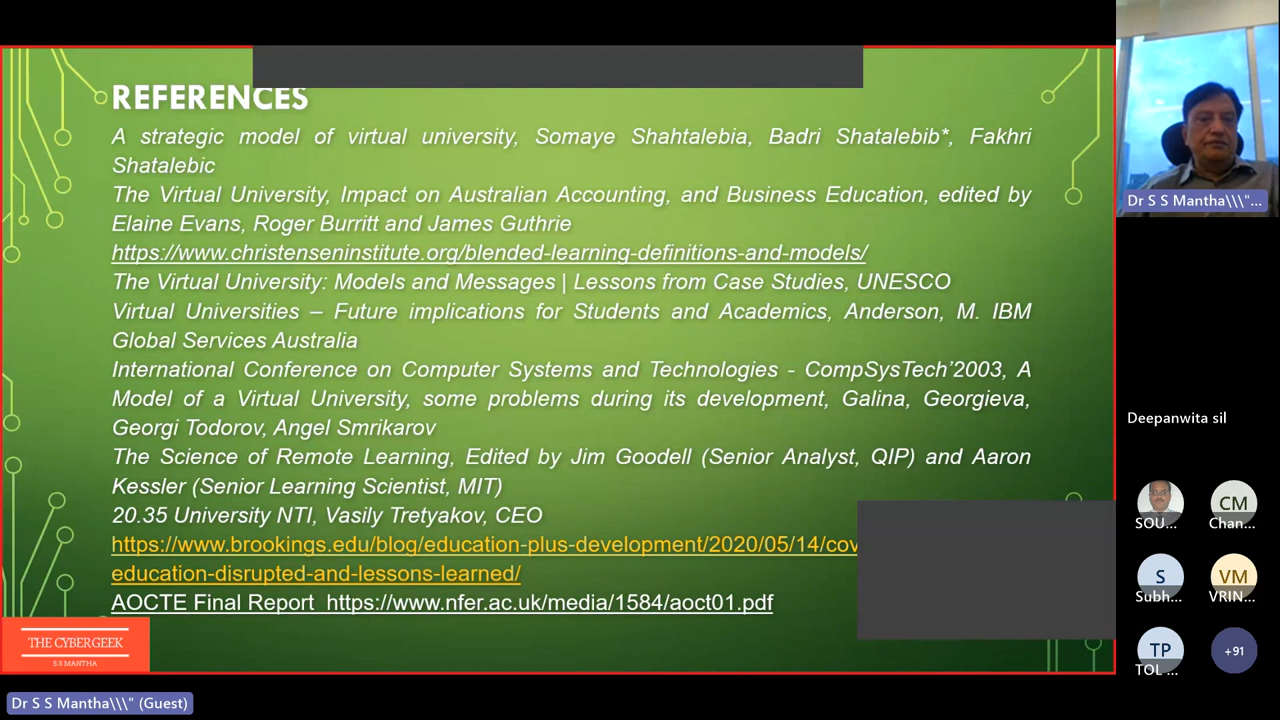 REFERENCES
A strategic model of virtual university, Somaye Shahtalebia, Badri Shatalebib*, Fakhri
Shatalebic
The Virtual University, Impact on Australian Accounting, and Business Education, edited by
Elaine Evans, Roger Burritt and James Guthrie
https://www.christenseninstitute.org/blended-learning-definitions-and-models/
The Virtual University: Models and Messages | Lessons from Case Studies, UNESCO
Virtual Universities – Future implications for Students and Academics, Anderson, M. IBM
Global Services Australia
International Conference on Computer Systems and Technologies - CompSysTech’2003, A
Model of a Virtual University, some problems during its development, Galina, Georgieva,
Georgi Todorov, Angel Smrikarov
The Science of Remote Learning, Edited by Jim Goodell (Senior Analyst, QIP) and Aaron
Kessler (Senior Learning Scientist, MIT)
20.35 University NTI, Vasily Tretyakov, CEO
https://www.brookings.edu/blog/education-plus-development/2020/05/14/cov
education-disrupted-and-lessons-learned/
AOCTE Final Report https://www.nfer.ac.uk/media/1584/aoct01.pdf
THE CYBERGEEK
S S MANTHA
Dr S S Mantha\\\" (Guest)
Dr S S Mantha\\\"...
Deepanwita sil
SOU...
CM
Chan...
S
Subh...
VM
VRIN...
TP
TOL ...
+91